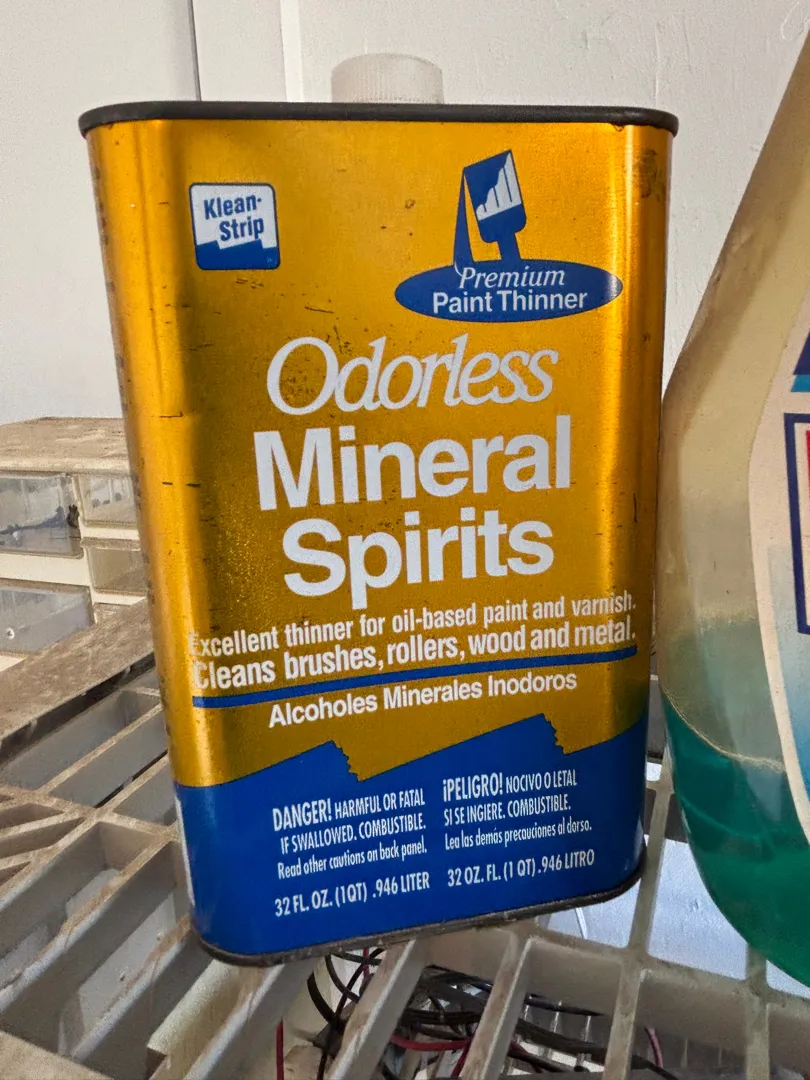 Klean-
Strip
Premium
Paint Thinner
Odorless
Mineral
Spirits
Excellent thinner for oil-based paint and varnish.
Cleans brushes, rollers, wood and metal.
Alcoholes Minerales Inodoros
DANGER! HARMFUL OR FATAL
IF SWALLOWED. COMBUSTIBLE.
Read other cautions on back panel.
32 FL. OZ. (1QT) .946 LITER
¡PELIGRO! NOCIVO O LETAL
SI SE INGIERE. COMBUSTIBLE.
Lea las demás precauciones al dorso.
32 OZ. FL. (1 QT) .946 LITRO